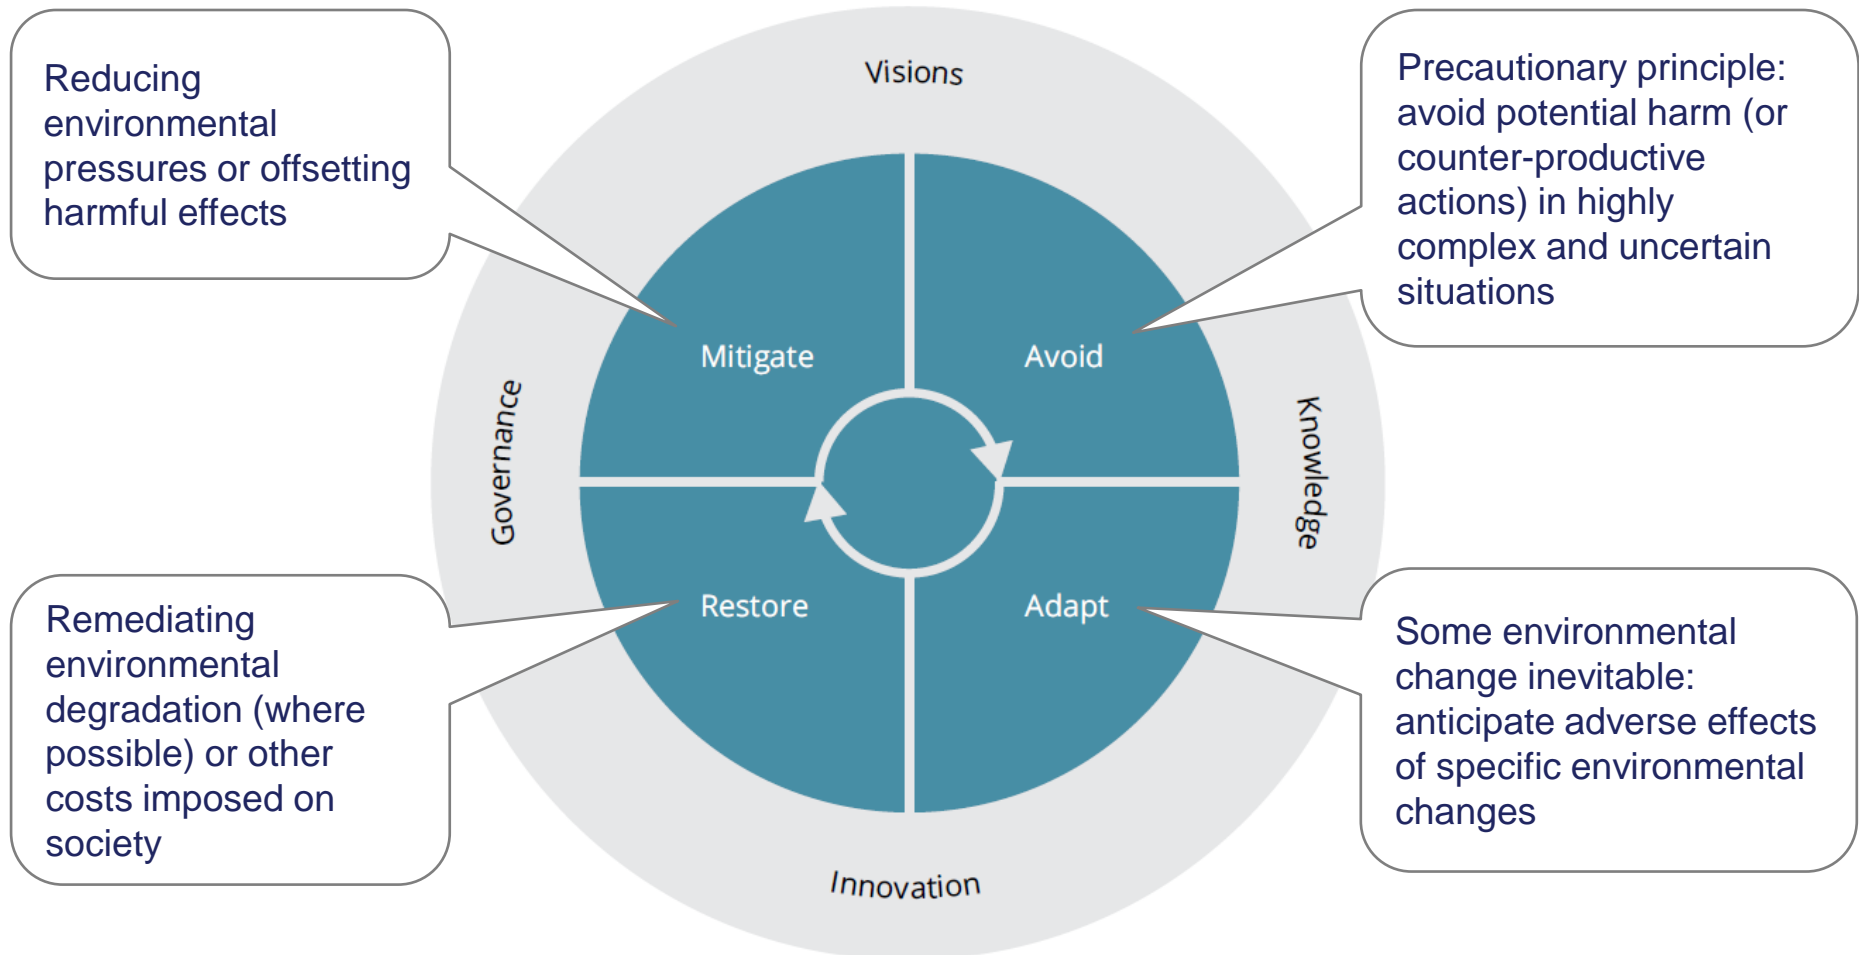 Reducing
environmental
pressures or offsetting
harmful effects
Visions
Precautionary principle:
avoid potential harm (or
counter-productive
actions) in highly
complex and uncertain
situations
Mitigate
Avoid
Governance
Knowledge
Restore
Adapt
Remediating
environmental
degradation (where
possible) or other
costs imposed on
society
Some environmental
change inevitable:
anticipate adverse effects
of specific environmental
changes
Innovation